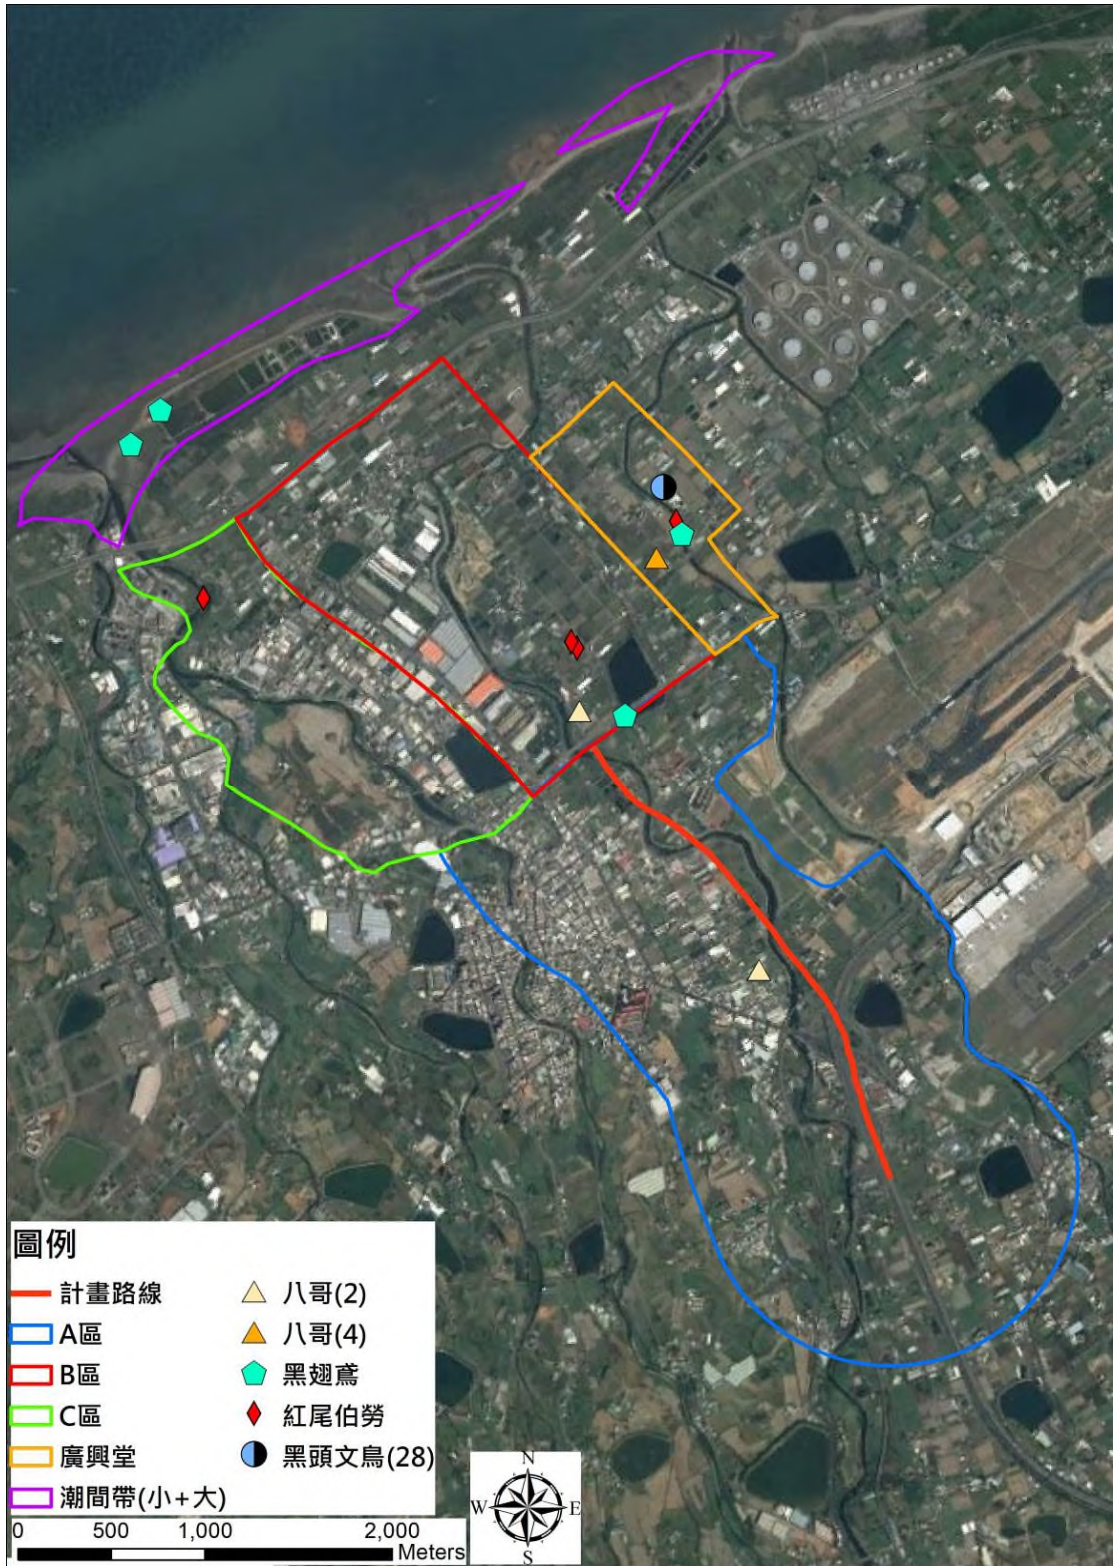 圖例
計畫路線
A區
B區
C區
廣興堂
潮間帶(小+大)
八哥(2)
八哥(4)
黑翅鳶
紅尾伯勞
黑頭文鳥(28)
N
W E
S
0 500 1,000 2,000
Meters